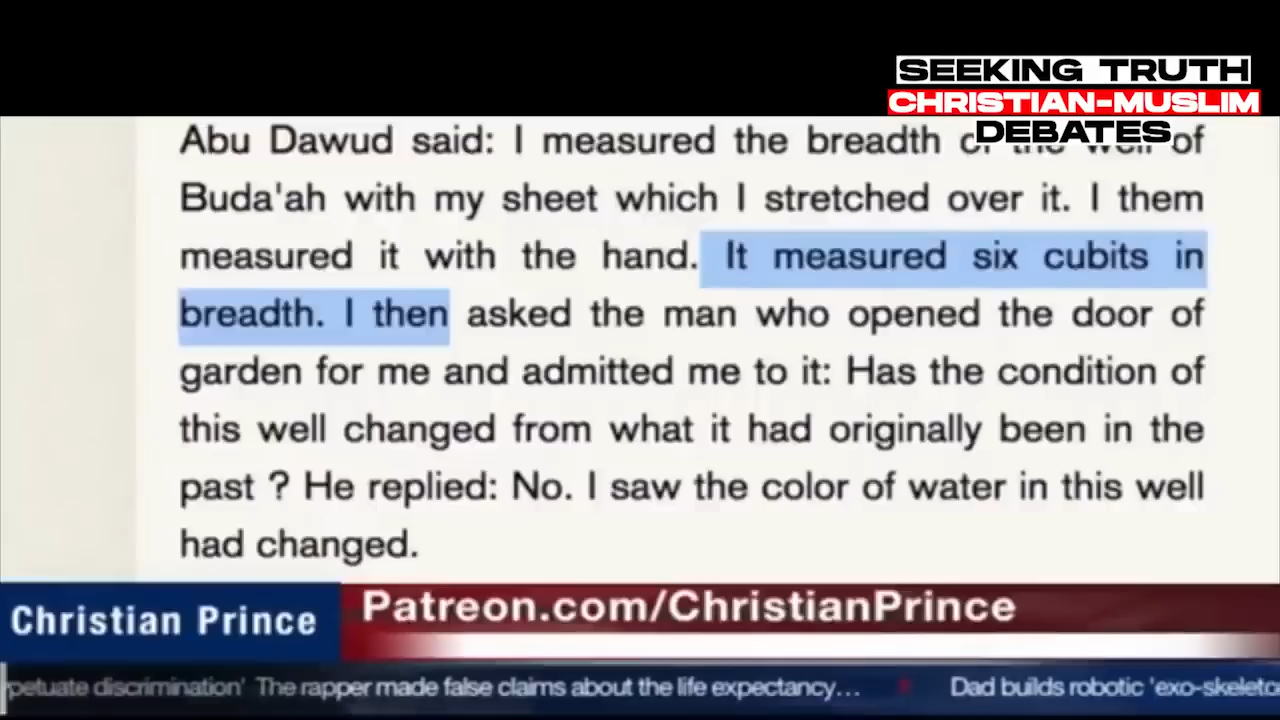 SEEKING TRUTH
CHRISTIAN-MUSLIM
DEBATES
Abu Dawud said: I measured the breadth of the well of
Buda'ah with my sheet which I stretched over it. I them
measured it with the hand. It measured six cubits in
breadth. I then asked the man who opened the door of
garden for me and admitted me to it: Has the condition of
this well changed from what it had originally been in the
past ? He replied: No. I saw the color of water in this well
had changed.
Christian Prince
Patreon.com/ChristianPrince
discrimination' The rapper made false claims about the life expectancy...
Dad builds robotic